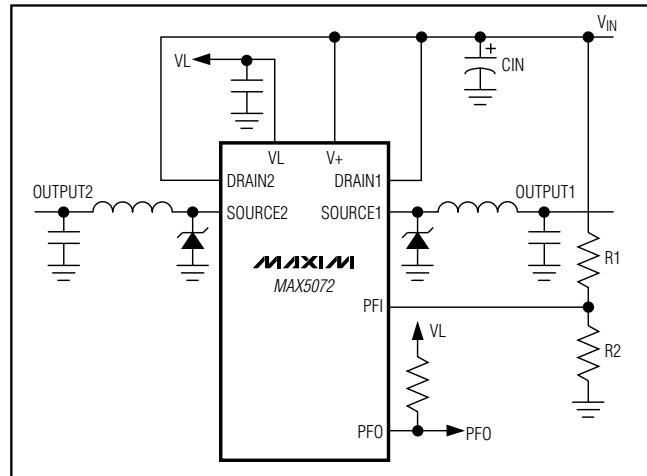 VIN
CIN
VL
VL
V+
DRAIN2
DRAIN1
OUTPUT2
OUTPUT1
SOURCE2
SOURCE1
MAXIM
MAX5072
R1
PFI
VL
R2
PFO
PFO